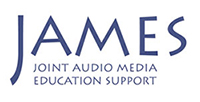 JAMES
JOINT AUDIO MEDIA
EDUCATION SUPPORT